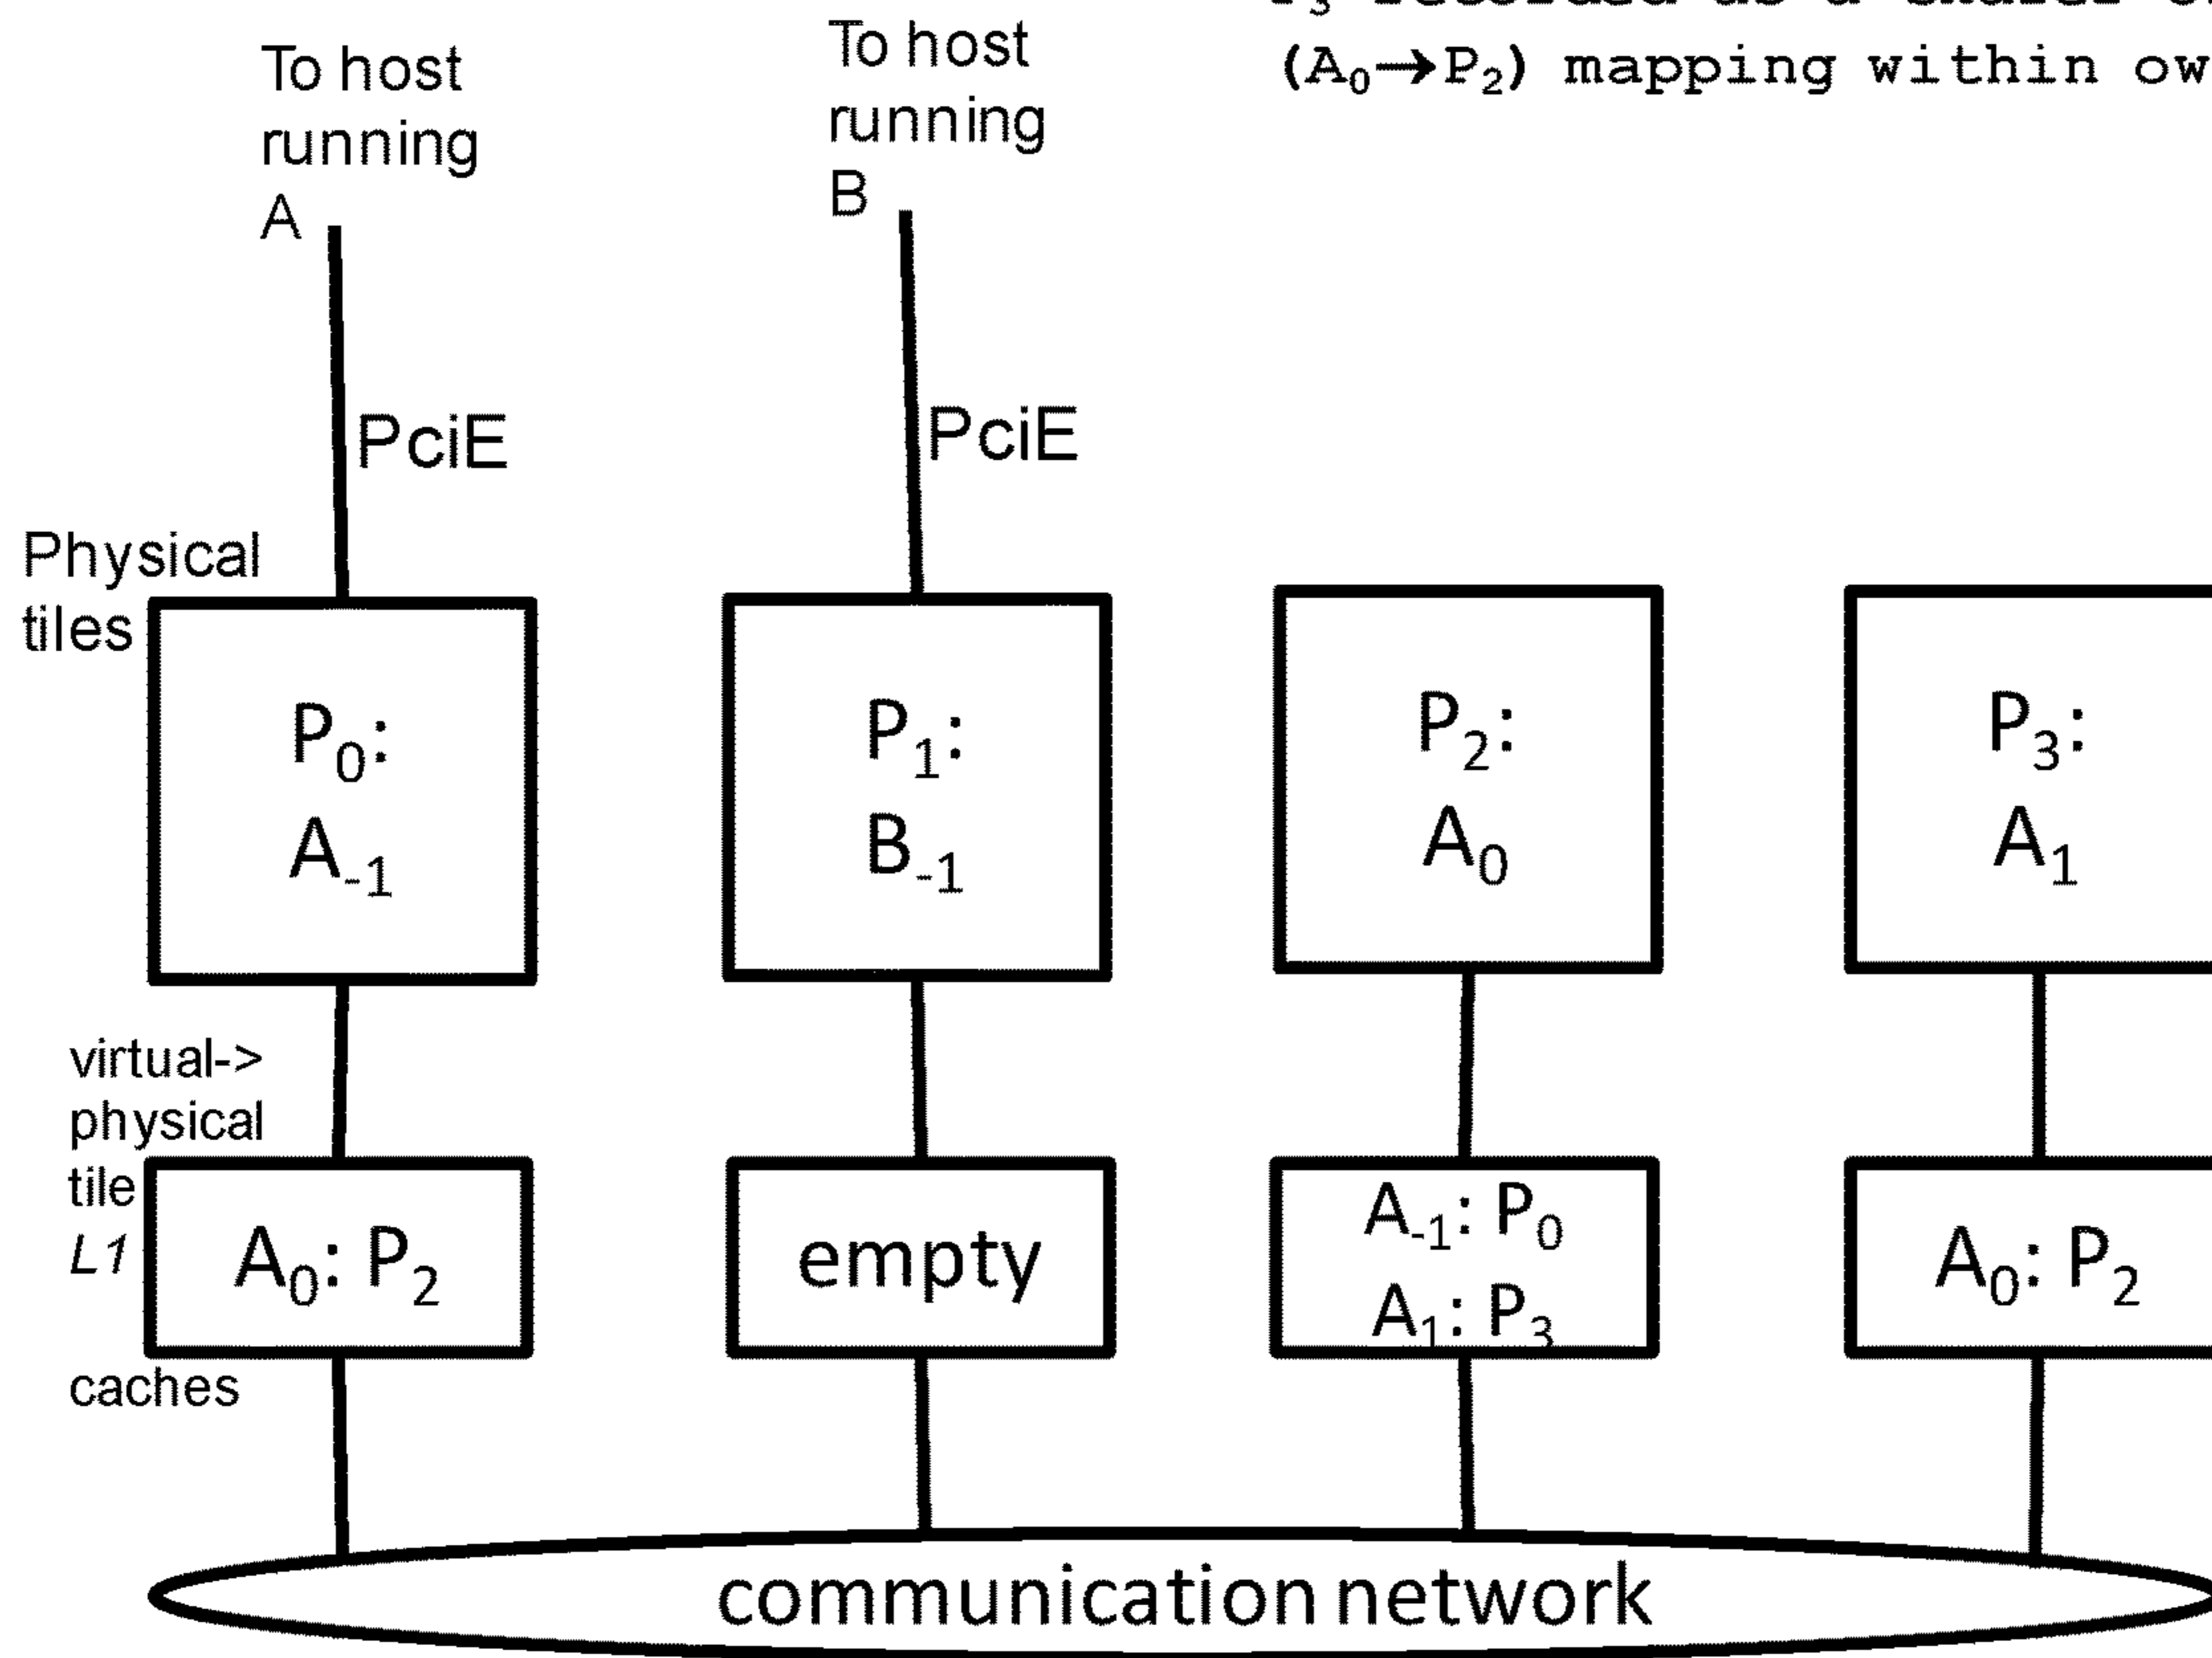 To host
running
A
To host
running
B
(A₀→P₂) mapping within
PciE
PciE
Physical
tiles
P₀:
A₋₁
P₁:
B₋₁
P₂:
A₀
P₃:
A₁
virtual->
physical
tile
L1
caches
A₀: P₂
empty
A₋₁: P₀
A₁: P₃
A₀: P₂
communication network